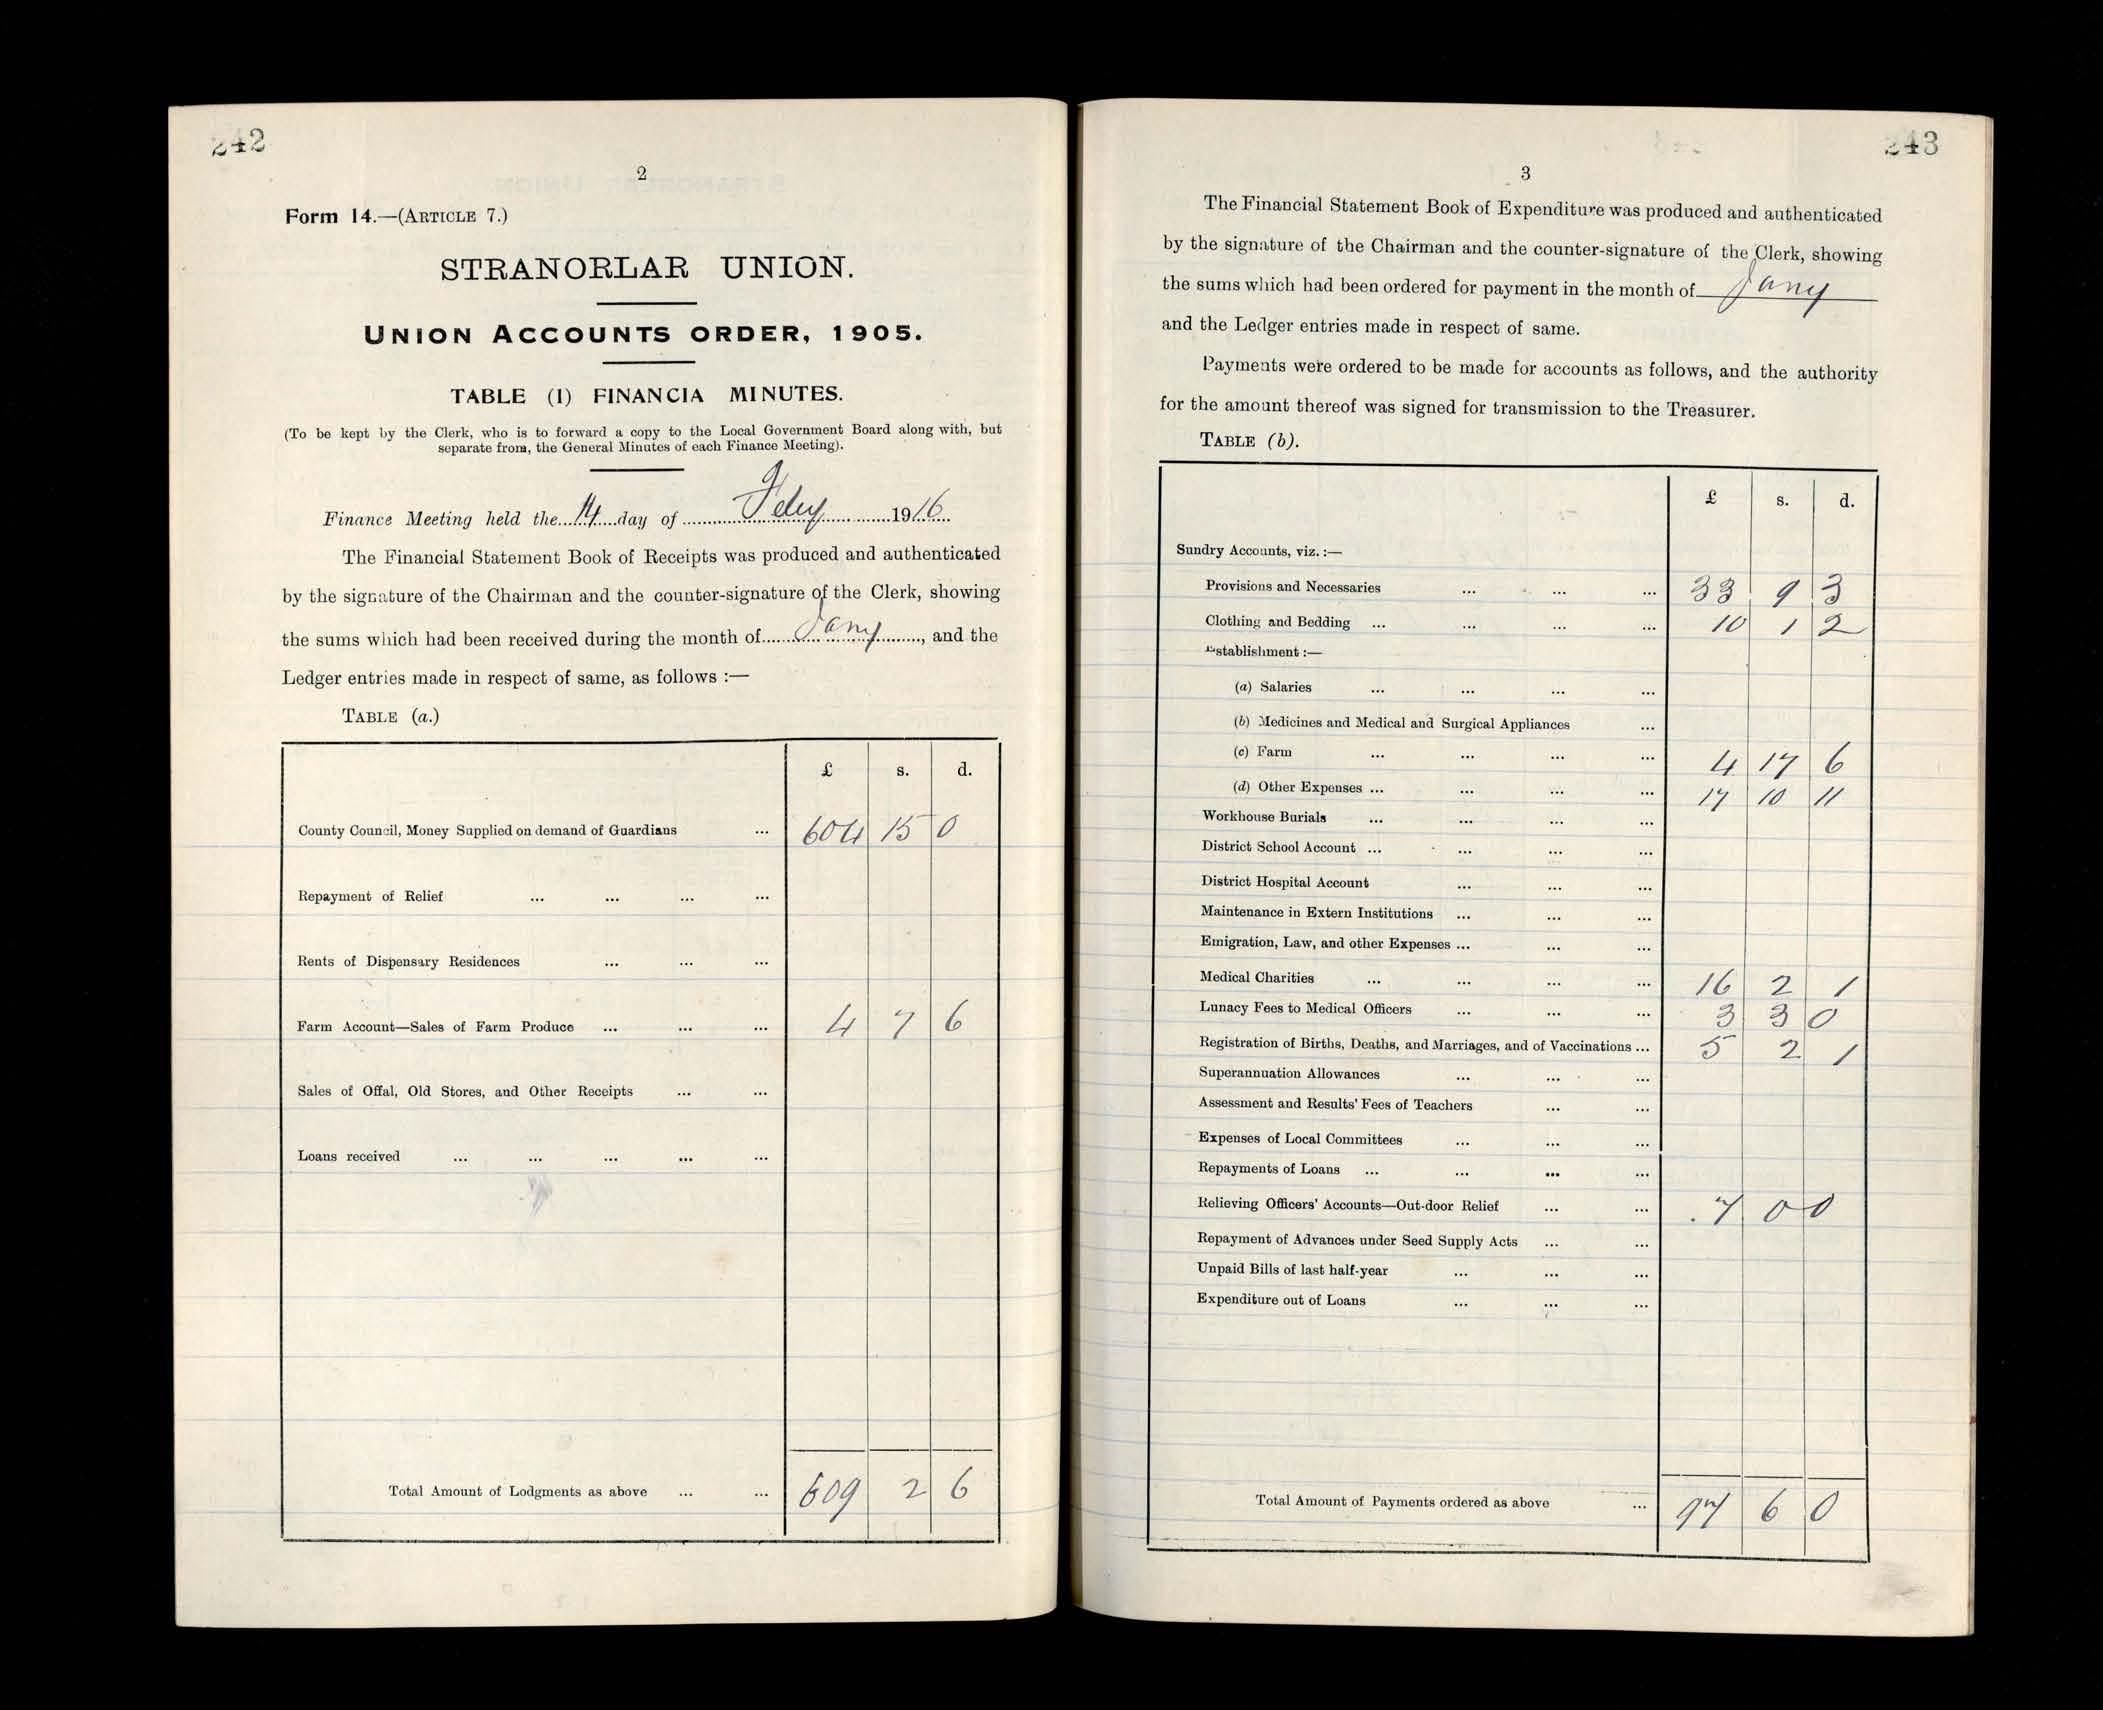 242
2
Form 14.—(ARTICLE 7.)
STRANORLAR UNION.
UNION ACCOUNTS ORDER, 1905.
TABLE (1) FINANCIA MINUTES.
(To be kept by the Clerk, who is to forward a copy to the Local Government Board along with, but
separate from, the General Minutes of each Finance Meeting).
Finance Meeting held the 14 day of Feby 1916
The Financial Statement Book of Receipts was produced and authenticated
by the signature of the Chairman and the counter-signature of the Clerk, showing
the sums which had been received during the month of Jany, and the
Ledger entries made in respect of same, as follows :—
TABLE (a.)
£ s. d.
County Council, Money Supplied on demand of Guardians ... 604 15 0
Repayment of Relief ... ... ... ...
Rents of Dispensary Residences ... ... ...
Farm Account—Sales of Farm Produce ... ... ... 4 7 6
Sales of Offal, Old Stores, and Other Receipts ... ...
Loans received ... ... ... ... ...
Total Amount of Lodgments as above ... ... 609 2 6
243
3
The Financial Statement Book of Expenditure was produced and authenticated
by the signature of the Chairman and the counter-signature of the Clerk, showing
the sums which had been ordered for payment in the month of Jany
and the Ledger entries made in respect of same.
Payments were ordered to be made for accounts as follows, and the authority
for the amount thereof was signed for transmission to the Treasurer.
TABLE (b).
£ s. d.
Sundry Accounts, viz. :—
Provisions and Necessaries ... ... ... 33 9 3
Clothing and Bedding ... ... ... ... 10 1 2
Establishment :—
(a) Salaries ... ... ... ...
(b) Medicines and Medical and Surgical Appliances ...
(c) Farm ... ... ... ... 4 17 6
(d) Other Expenses ... ... ... ... 17 10 11
Workhouse Burials ... ... ... ...
District School Account ... ... ... ...
District Hospital Account ... ... ...
Maintenance in Extern Institutions ... ... ...
Emigration, Law, and other Expenses ... ... ...
Medical Charities ... ... ... ... 16 2 1
Lunacy Fees to Medical Officers ... ... ... 3 3 0
Registration of Births, Deaths, and Marriages, and of Vaccinations ... 5 2 1
Superannuation Allowances ... ... ...
Assessment and Results' Fees of Teachers ... ...
Expenses of Local Committees ... ... ...
Repayments of Loans ... ... ... ...
Relieving Officers' Accounts—Out-door Relief ... ... 7 0 0
Repayment of Advances under Seed Supply Acts ... ...
Unpaid Bills of last half-year ... ... ...
Expenditure out of Loans ... ... ...
Total Amount of Payments ordered as above ... 97 6 0